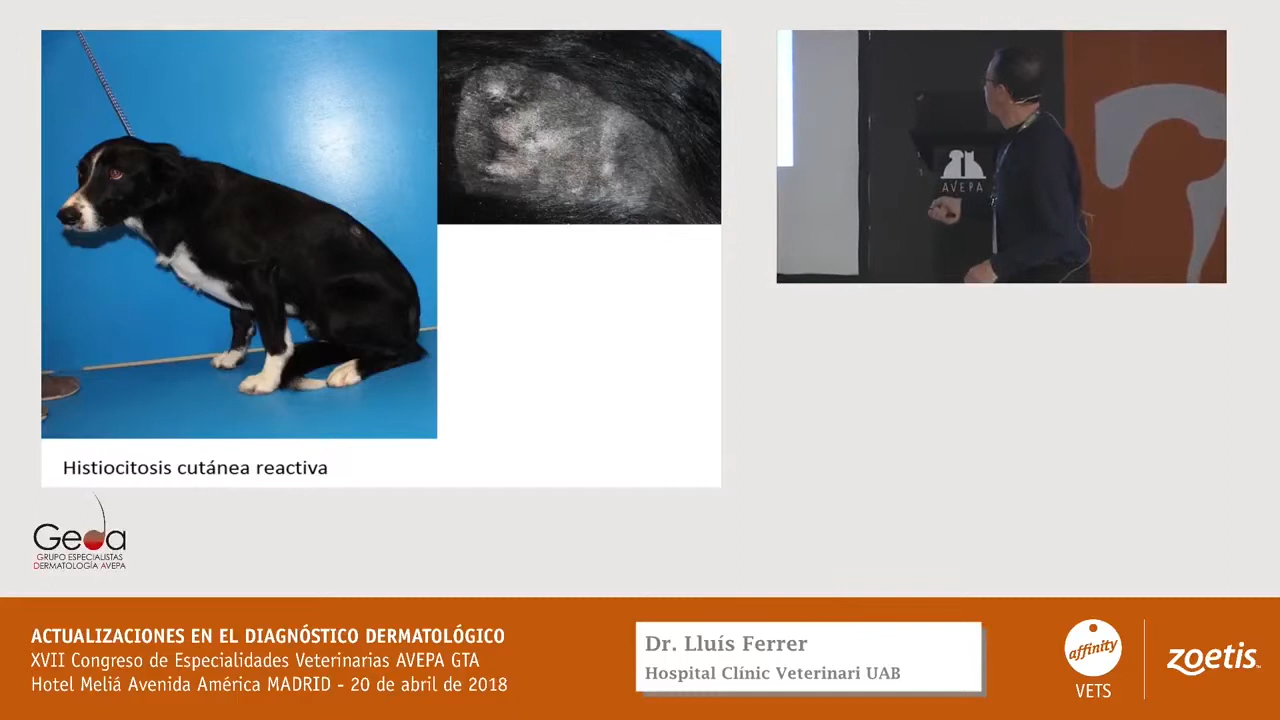 AVEPA
Histiocitosis cutánea reactiva
Geda
GRUPO ESPECIALISTAS
DERMATOLOGÍA AVEPA
ACTUALIZACIONES EN EL DIAGNÓSTICO DERMATOLÓGICO
XVII Congreso de Especialidades Veterinarias AVEPA GTA
Hotel Meliá Avenida América MADRID - 20 de abril de 2018
Dr. Lluís Ferrer
Hospital Clínic Veterinari UAB
affinity
VETS
zoetis